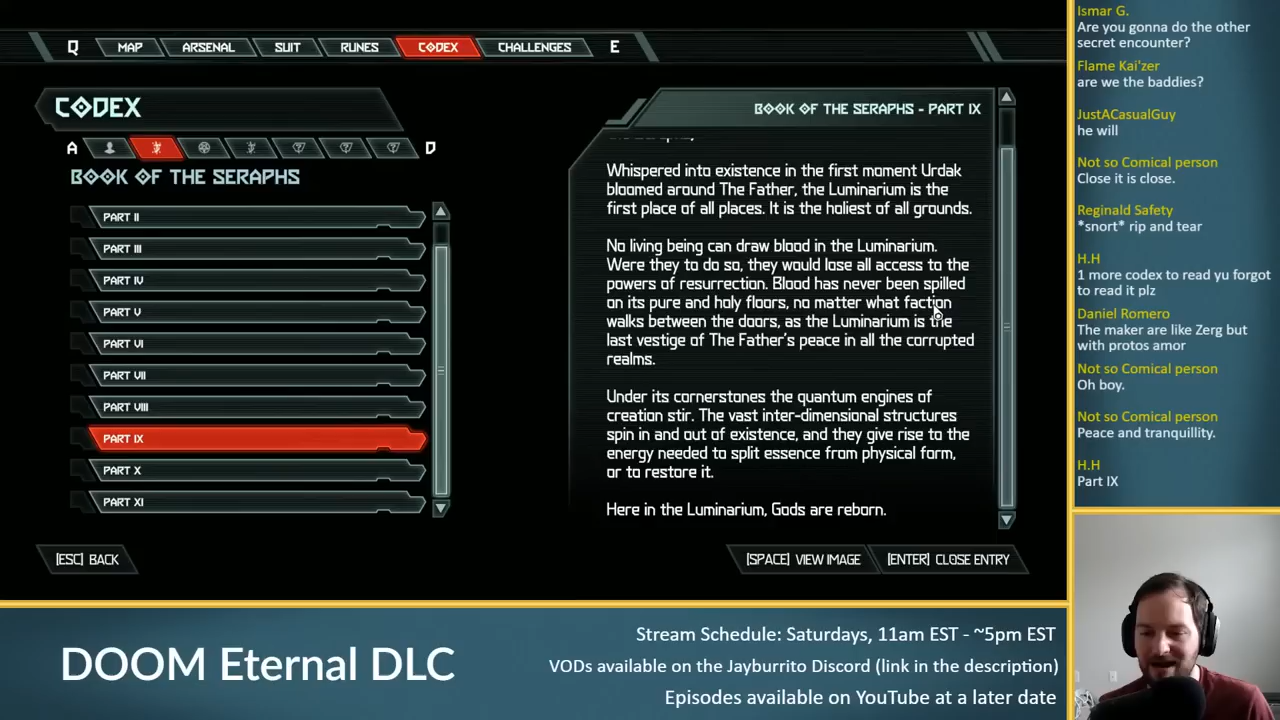 Q MAP ARSENAL SUIT RUNES CODEX CHALLENGES E
CODEX
A D
BOOK OF THE SERAPHS
PART II
PART III
PART IV
PART V
PART VI
PART VII
PART VIII
PART IX
PART X
PART XI
[ESC] BACK
BOOK OF THE SERAPHS - PART IX
Whispered into existence in the first moment Urdak
bloomed around The Father, the Luminarium is the
first place of all places. It is the holiest of all grounds.
No living being can draw blood in the Luminarium.
Were they to do so, they would lose all access to the
powers of resurrection. Blood has never been spilled
on its pure and holy floors, no matter what faction
walks between the doors, as the Luminarium is the
last vestige of The Father's peace in all the corrupted
realms.
Under its cornerstones the quantum engines of
creation stir. The vast inter-dimensional structures
spin in and out of existence, and they give rise to the
energy needed to split essence from physical form,
or to restore it.
Here in the Luminarium, Gods are reborn.
[SPACE] VIEW IMAGE [ENTER] CLOSE ENTRY
Ismar G.
Are you gonna do the other
secret encounter?
Flame Kai'zer
are we the baddies?
JustACasualGuy
he will
Not so Comical person
Close it is close.
Reginald Safety
*snort* rip and tear
H.H
1 more codex to read yu forgot
to read it plz
Daniel Romero
The maker are like Zerg but
with protos amor
Not so Comical person
Oh boy.
Not so Comical person
Peace and tranquillity.
H.H
Part IX
DOOM Eternal DLC
Stream Schedule: Saturdays, 11am EST - ~5pm EST
VODs available on the Jayburrito Discord (link in the description)
Episodes available on YouTube at a later date